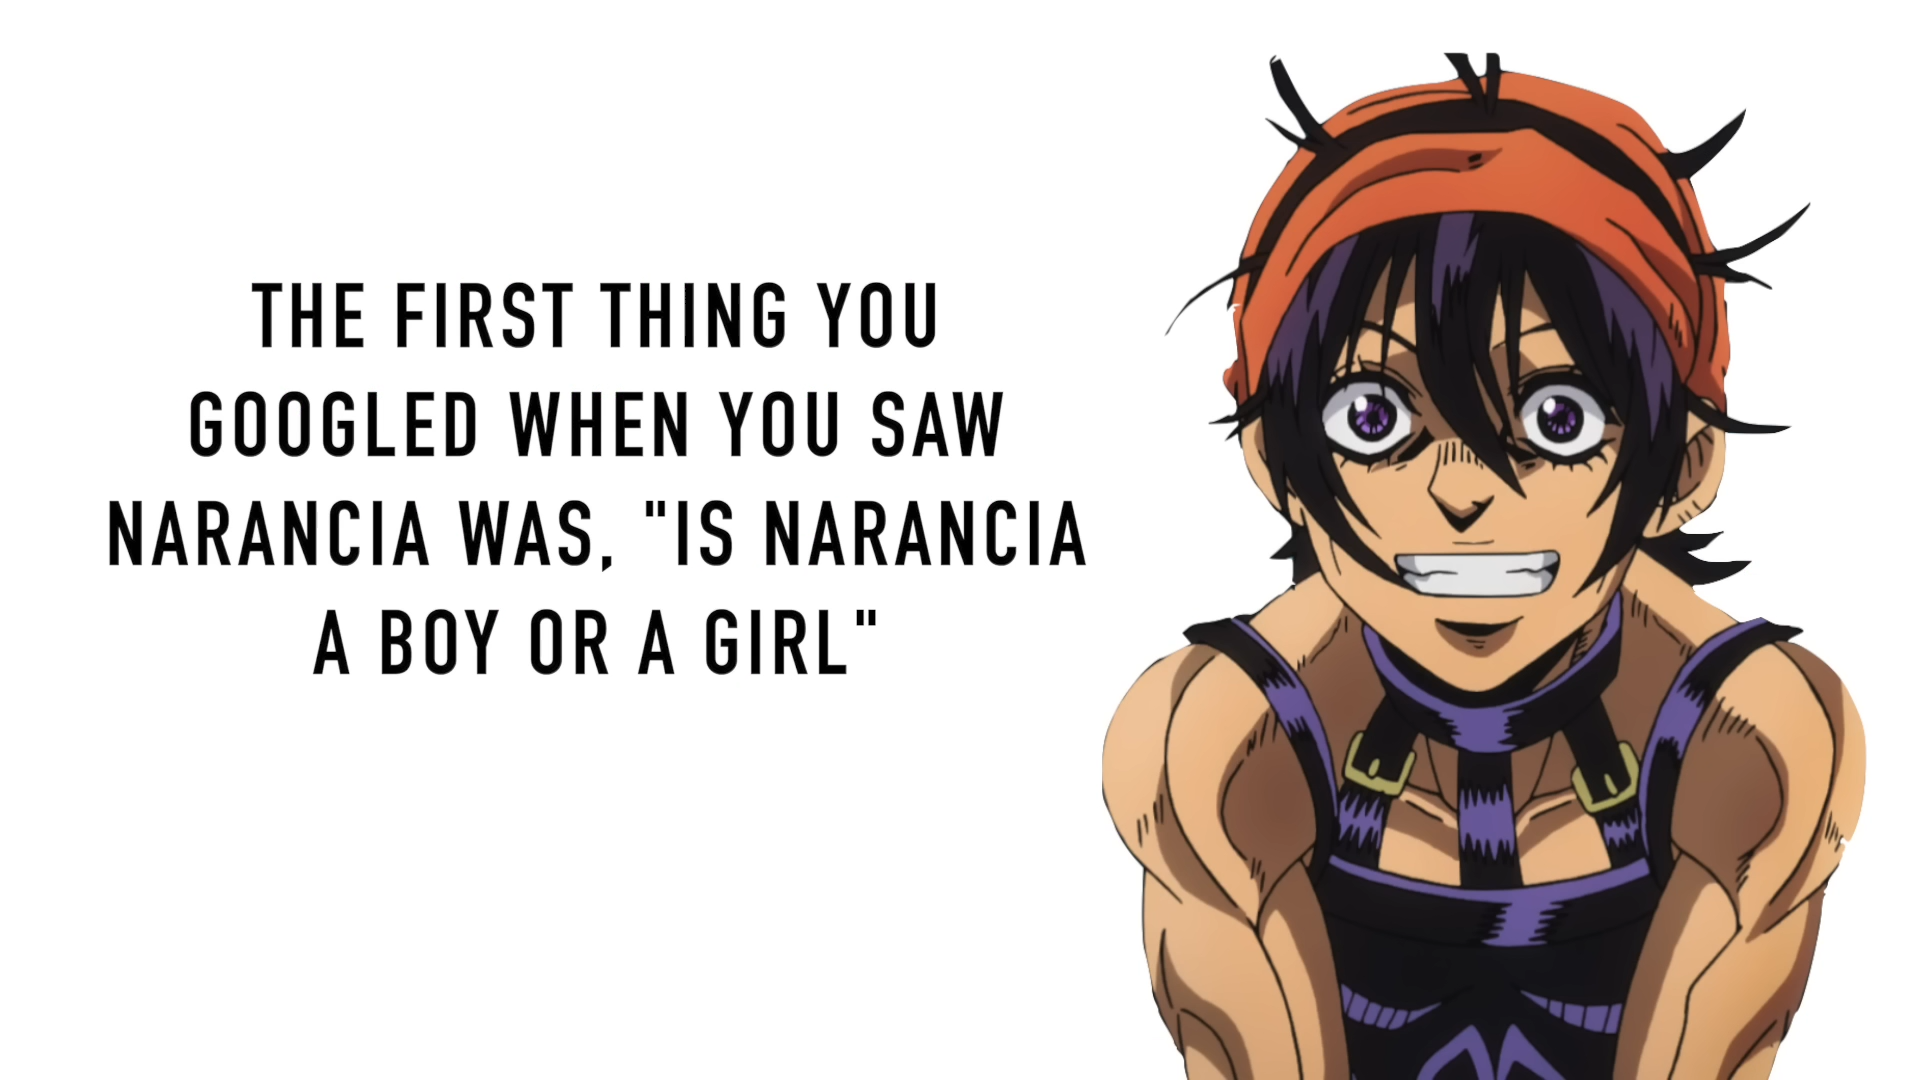 THE FIRST THING YOU
GOOGLED WHEN YOU SAW
NARANCIA WAS, "IS NARANCIA
A BOY OR A GIRL"